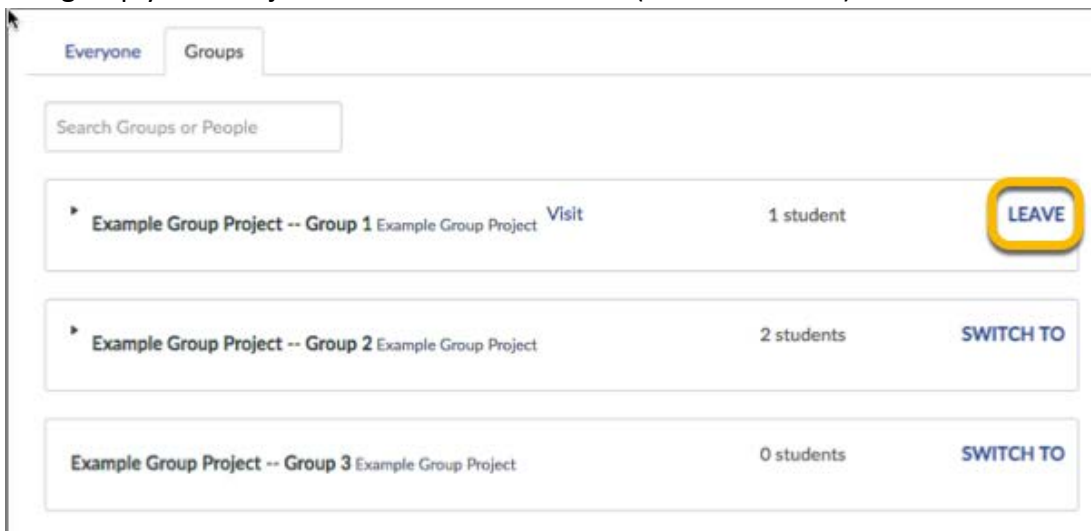 Everyone Groups
Search Groups or People
Example Group Project -- Group 1 Example Group Project Visit 1 student LEAVE
Example Group Project -- Group 2 Example Group Project 2 students SWITCH TO
Example Group Project -- Group 3 Example Group Project 0 students SWITCH TO